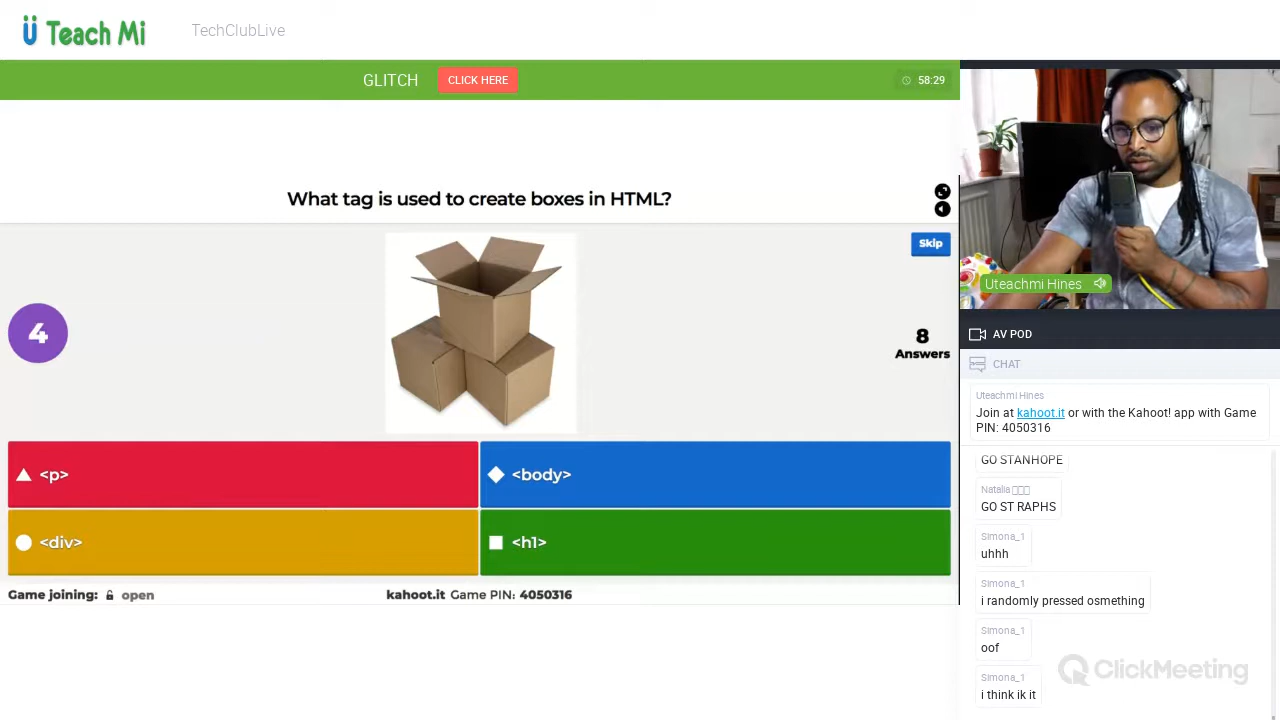 Ü Teach Mi
TechClubLive
GLITCH
CLICK HERE
58:29
What tag is used to create boxes in HTML?
Skip
4
8
Answers
<p>
<body>
<div>
<h1>
Game joining: open
kahoot.it Game PIN: 4050316
Uteachmi Hines
AV POD
CHAT
Uteachmi Hines
Join at kahoot.it or with the Kahoot! app with Game
PIN: 4050316
GO STANHOPE
Natalia
GO ST RAPHS
Simona_1
uhhh
Simona_1
i randomly pressed osmething
Simona_1
oof
Simona_1
i think ik it
ClickMeeting